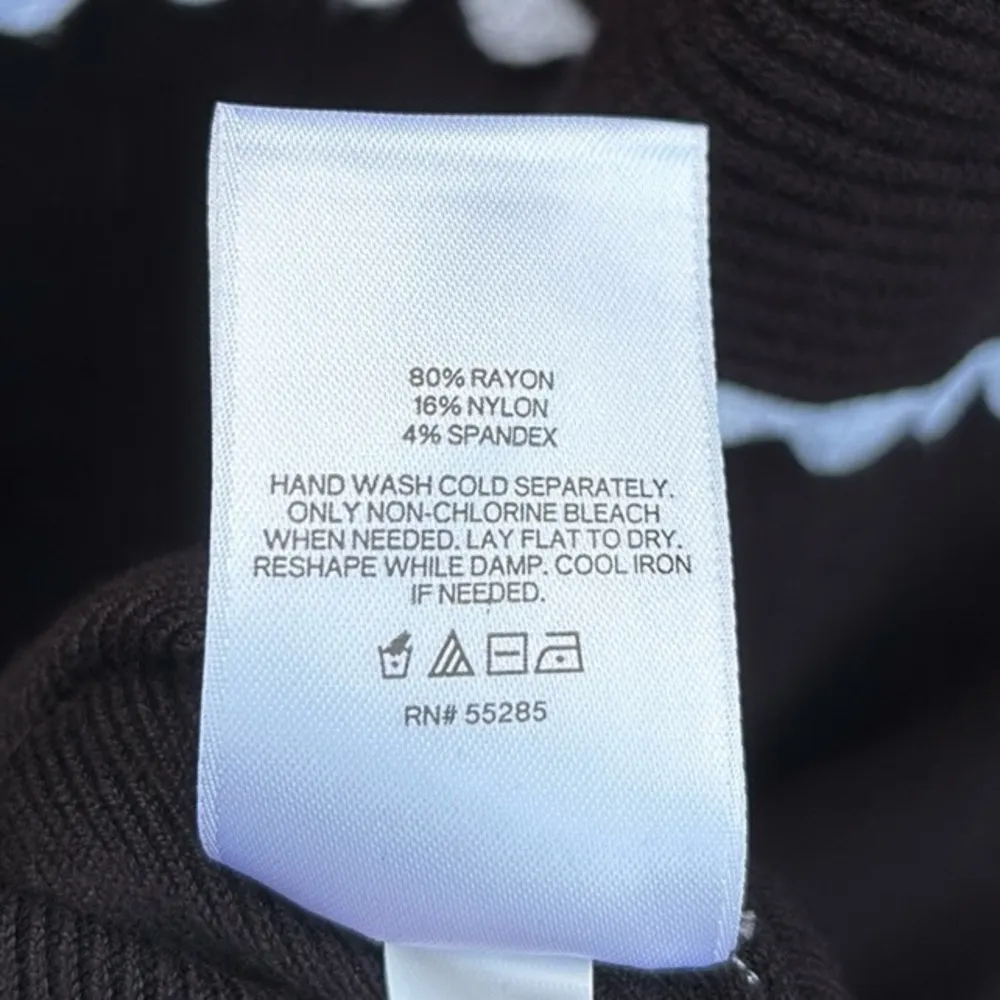 80% RAYON
16% NYLON
4% SPANDEX
HAND WASH COLD SEPARATELY.
ONLY NON-CHLORINE BLEACH
WHEN NEEDED. LAY FLAT TO DRY.
RESHAPE WHILE DAMP. COOL IRON
IF NEEDED.
RN# 55285